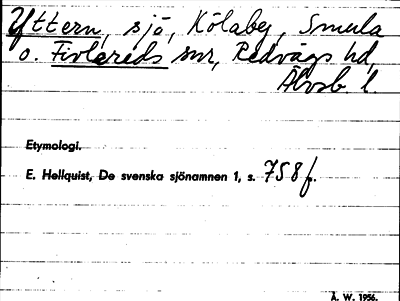 Yttern, sjö, Kölaby, Smula
o. Fivlereds snr, Redvägs hd,
Älvsb l
Etymologi.
E. Hellquist, De svenska sjönamnen 1, s. 758 f.
Å. W. 1956.